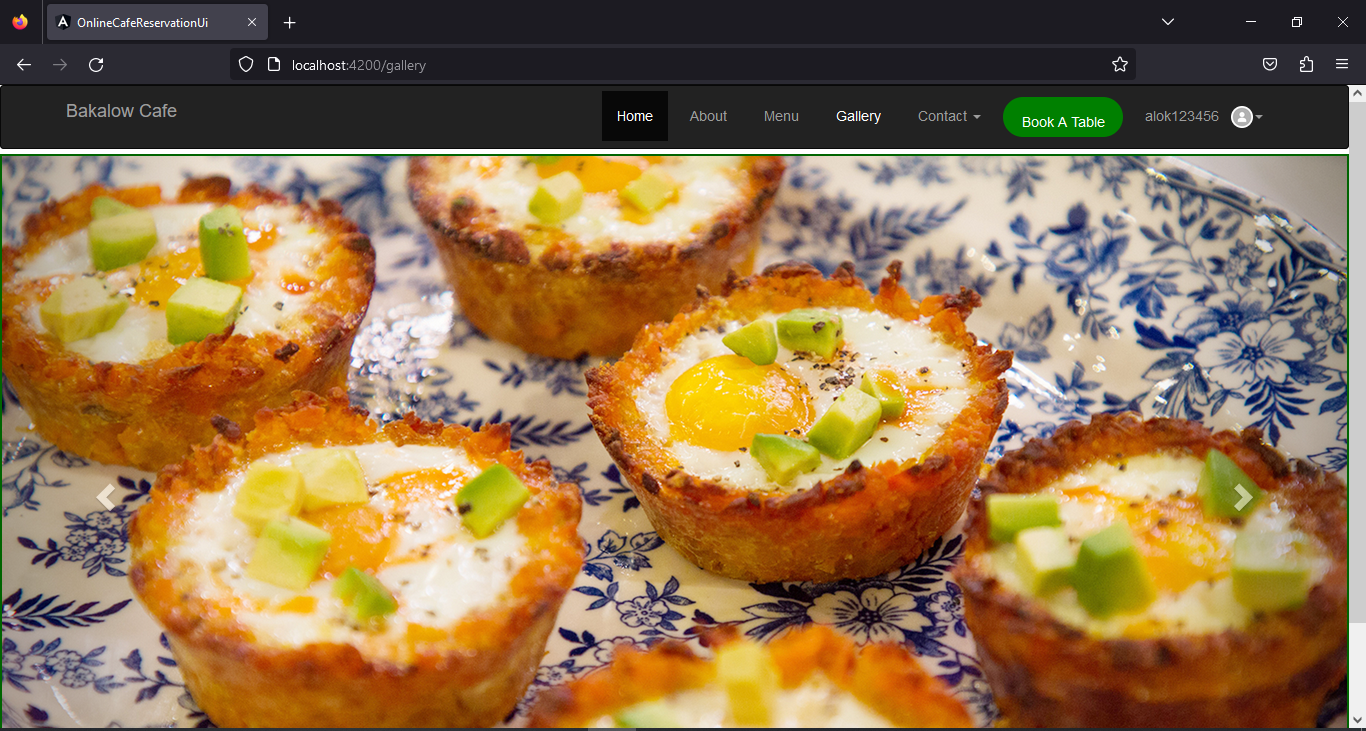 OnlineCafeReservationUi
localhost:4200/gallery
Bakalow Cafe
Home
About
Menu
Gallery
Contact
Book A Table
alok123456